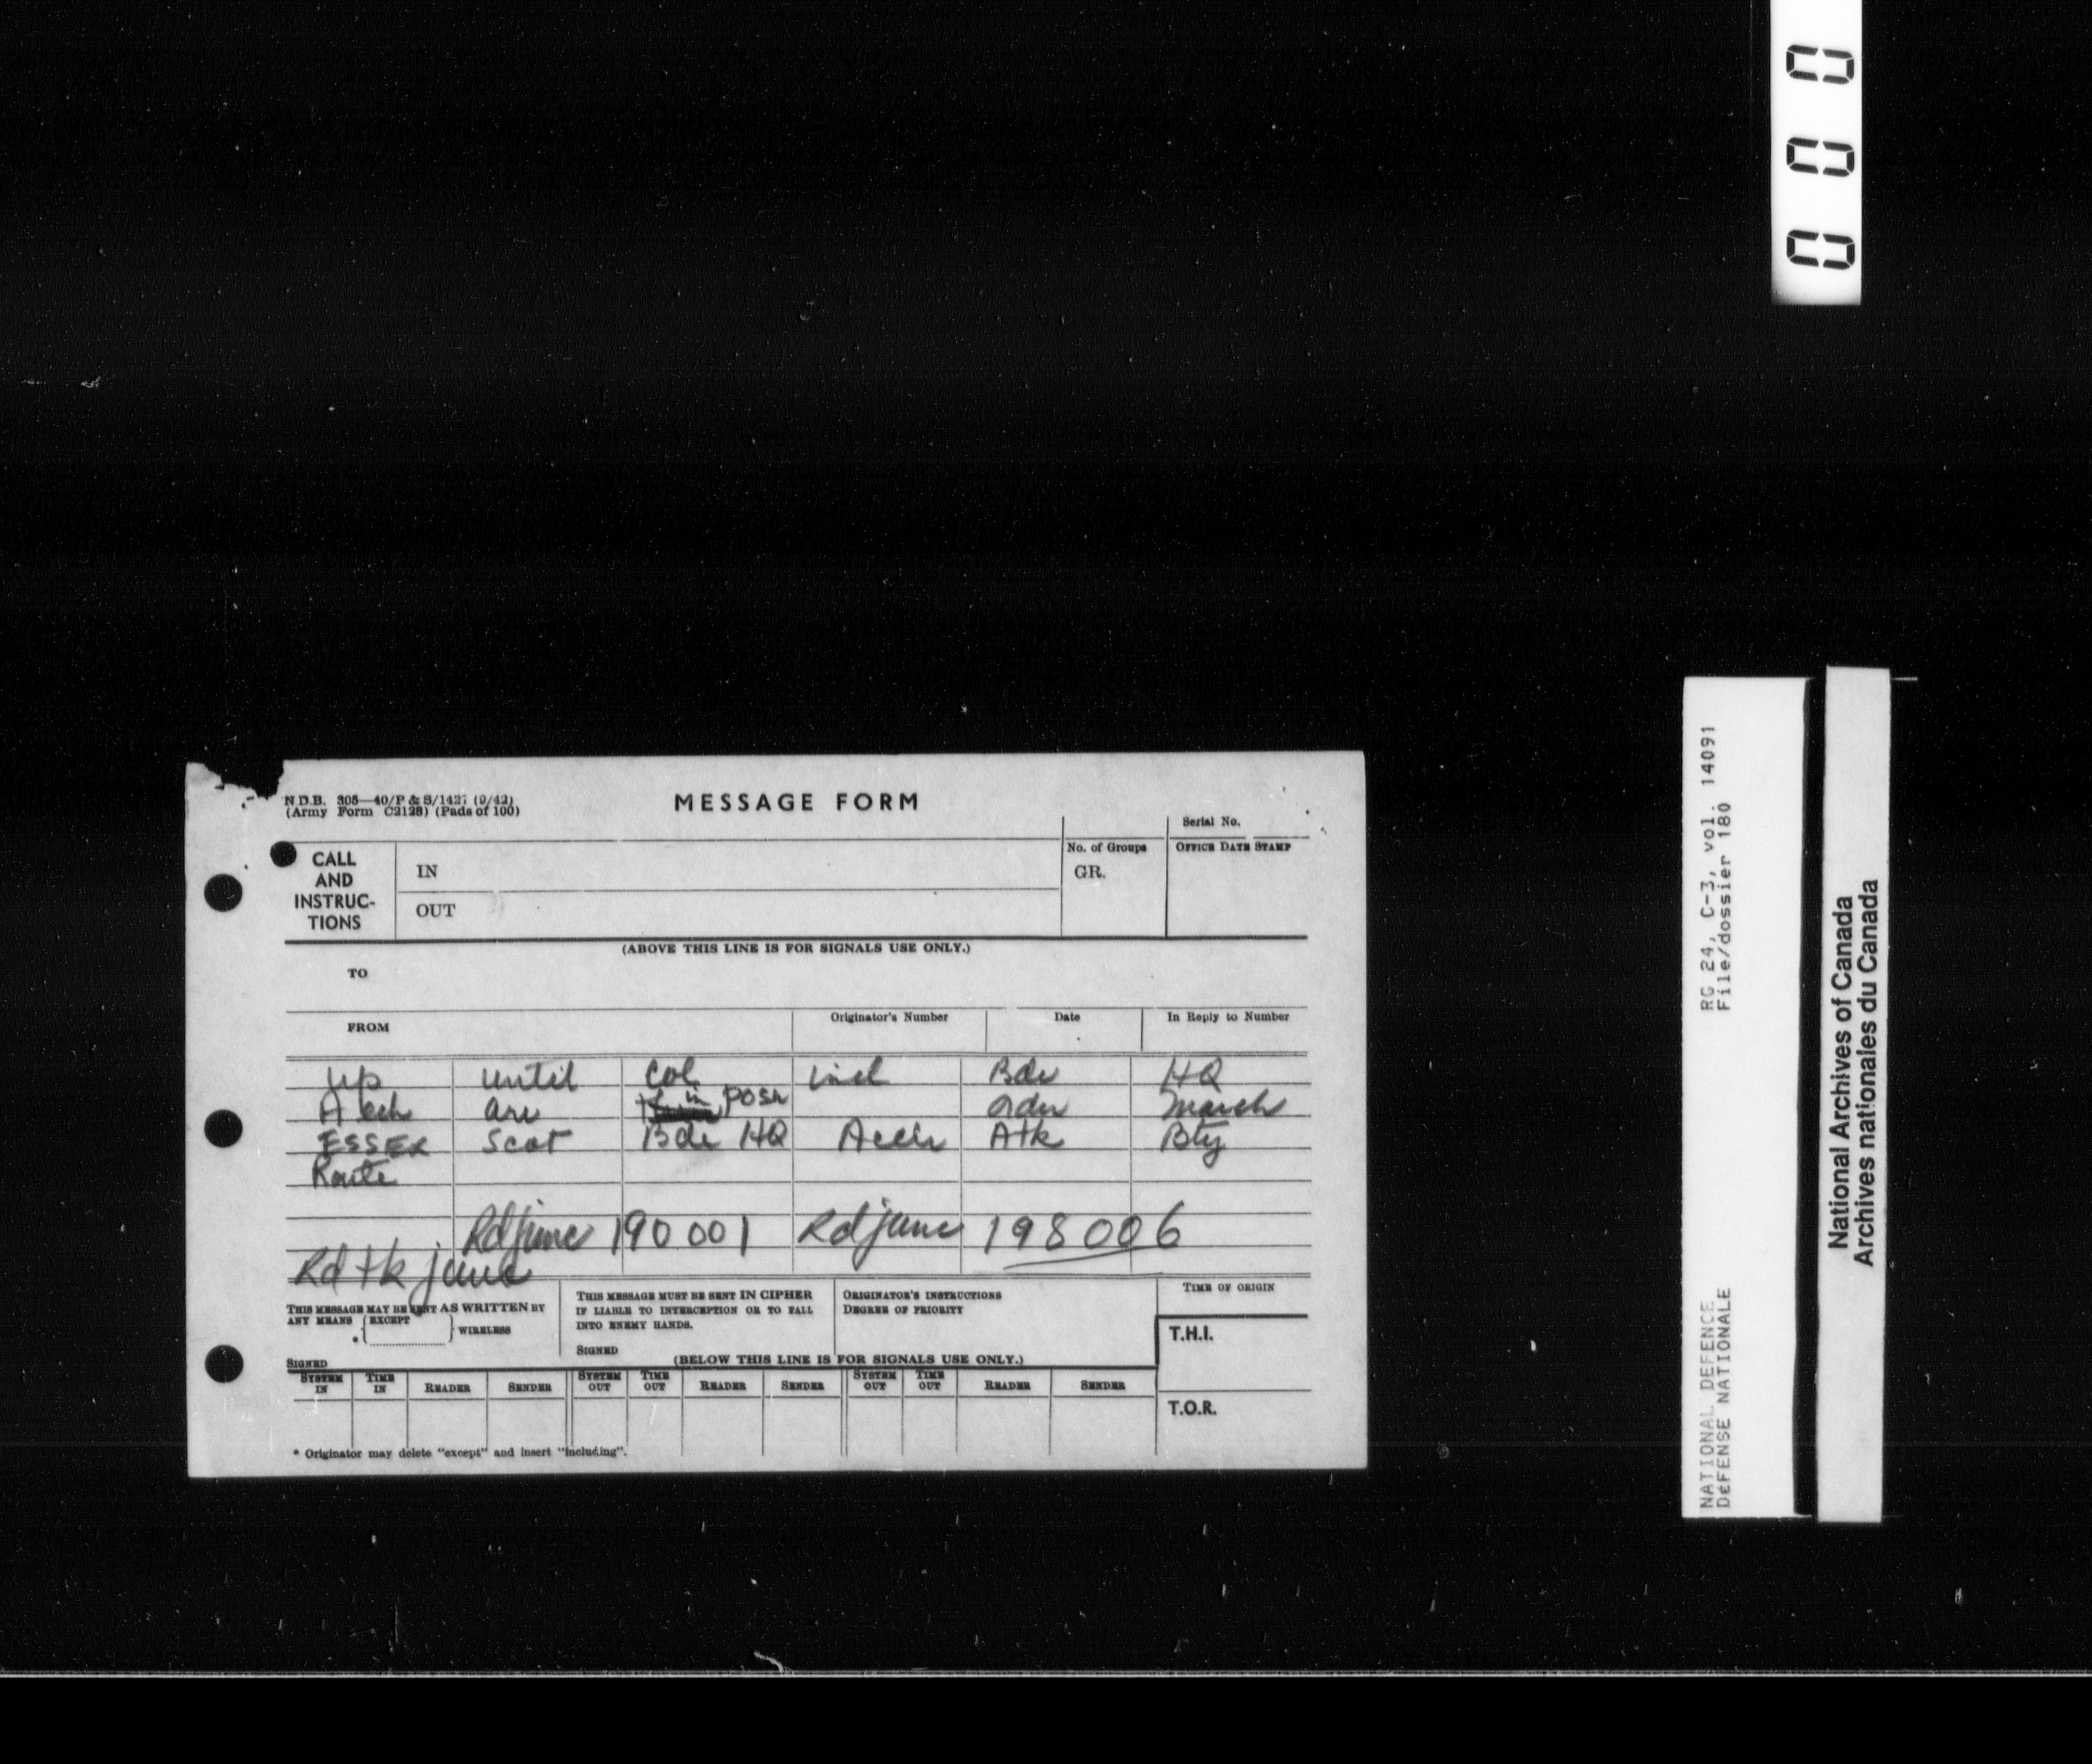 N.D.B. 305—40/P & S/1427 (9/42)
(Army Form C2128) (Pads of 100)
MESSAGE FORM
Serial No.
CALL AND INSTRUC-TIONS
IN
OUT
No. of Groups
GR.
OFFICE DATE STAMP
(ABOVE THIS LINE IS FOR SIGNALS USE ONLY.)
TO
FROM
Originator's Number
Date
In Reply to Number
up until col incl Bde HQ
A ech are in posn order march
ESSEX Scot Bde HQ A ech Atk Bty
Route
Rd junc 190001 Rd junc 198006
Rd tk junc
THIS MESSAGE MAY BE SENT AS WRITTEN BY
ANY MEANS { EXCEPT } WIRELESS
*
SIGNED
THIS MESSAGE MUST BE SENT IN CIPHER
IF LIABLE TO INTERCEPTION OR TO FALL
INTO ENEMY HANDS.
SIGNED
ORIGINATOR'S INSTRUCTIONS
DEGREE OF PRIORITY
TIME OF ORIGIN
T.H.I.
T.O.R.
(BELOW THIS LINE IS FOR SIGNALS USE ONLY.)
SYSTEM IN TIME IN READER SENDER SYSTEM OUT TIME OUT READER SENDER SYSTEM OUT TIME OUT READER SENDER
* Originator may delete "except" and insert "including".
000
RG 24, C-3, vol. 14091
File/dossier 180
NATIONAL DEFENCE
DÉFENSE NATIONALE
National Archives of Canada
Archives nationales du Canada